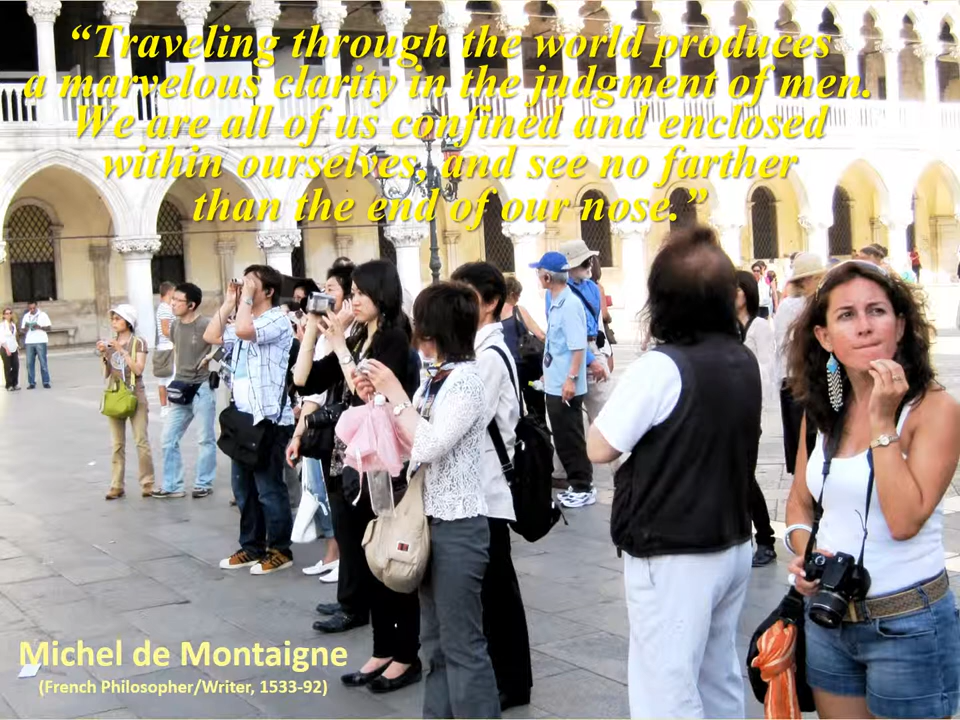 “Traveling through the world produces
a marvelous clarity in the judgment of men.
We are all of us confined and enclosed
within ourselves, and see no farther
than the end of our nose.”
Michel de Montaigne
(French Philosopher/Writer, 1533-92)